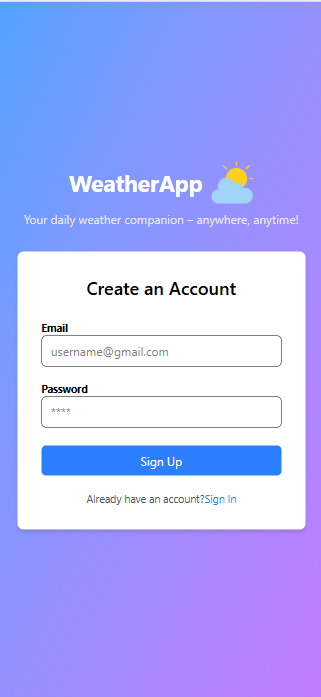 WeatherApp
Your daily weather companion – anywhere, anytime!
Create an Account
Email
username@gmail.com
Password
****
Sign Up
Already have an account?Sign In